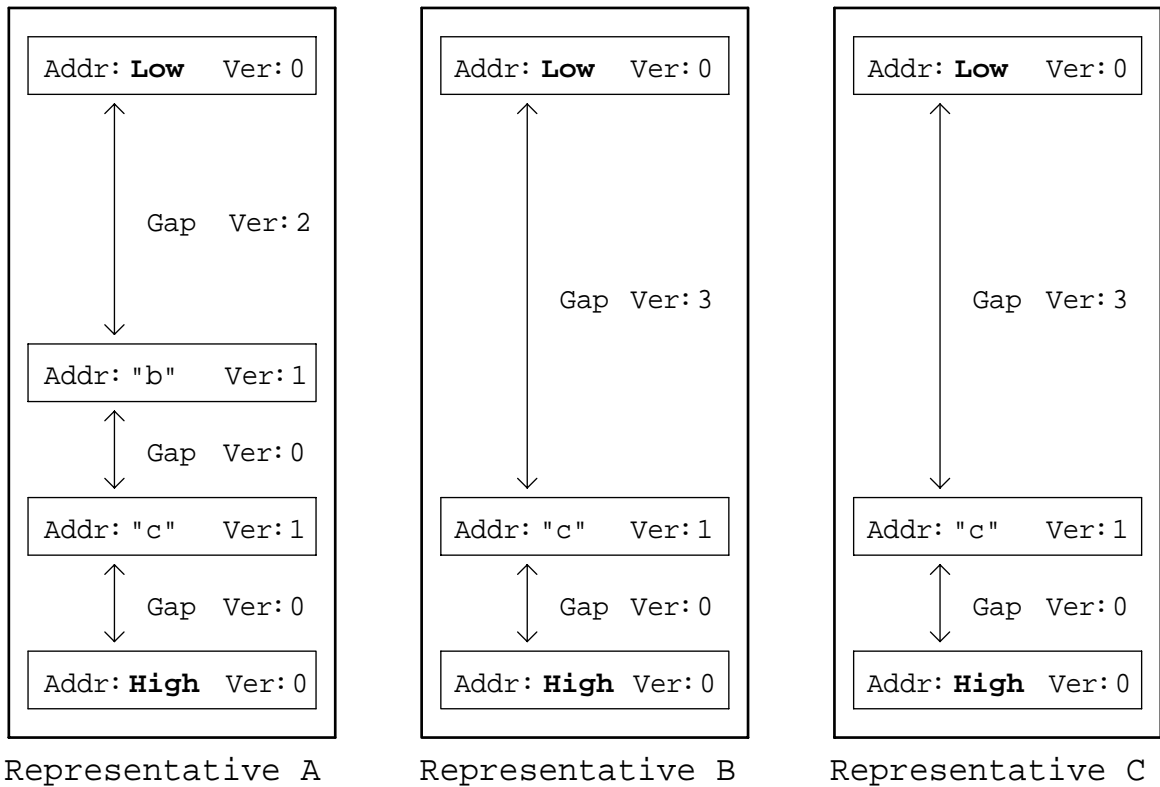 Addr: Low Ver: 0
Gap Ver: 2
Addr: "b" Ver: 1
Gap Ver: 0
Addr: "c" Ver: 1
Gap Ver: 0
Addr: High Ver: 0
Representative A
Addr: Low Ver: 0
Gap Ver: 3
Addr: "c" Ver: 1
Gap Ver: 0
Addr: High Ver: 0
Representative B
Addr: Low Ver: 0
Gap Ver: 3
Addr: "c" Ver: 1
Gap Ver: 0
Addr: High Ver: 0
Representative C